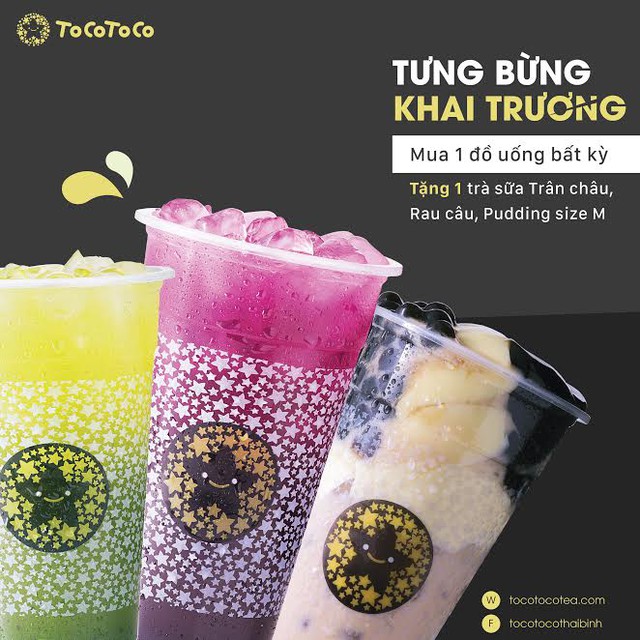 ToCoToCo
TƯNG BỪNG
KHAI TRƯƠNG
Mua 1 đồ uống bất kỳ
Tặng 1 trà sữa Trân châu,
Rau câu, Pudding size M
W tocotocotea.com
F tocotocothaibinh